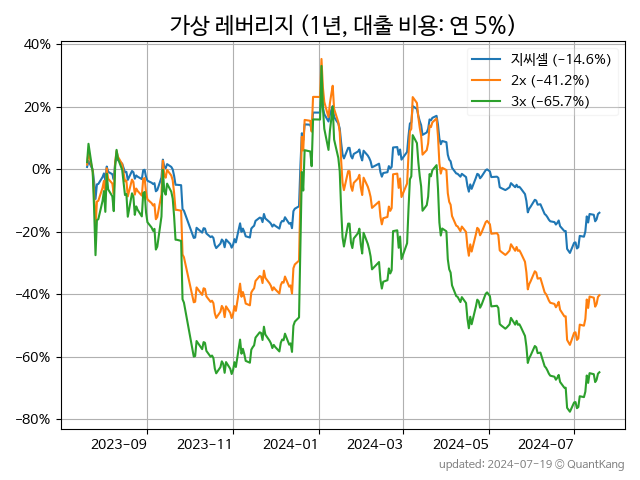 가상 레버리지 (1년, 대출 비용: 연 5%)
지씨셀 (−14.6%)
2x (−41.2%)
3x (−65.7%)
40%
20%
0%
−20%
−40%
−60%
−80%
2023-09
2023-11
2024-01
2024-03
2024-05
2024-07
updated: 2024-07-19 © QuantKang